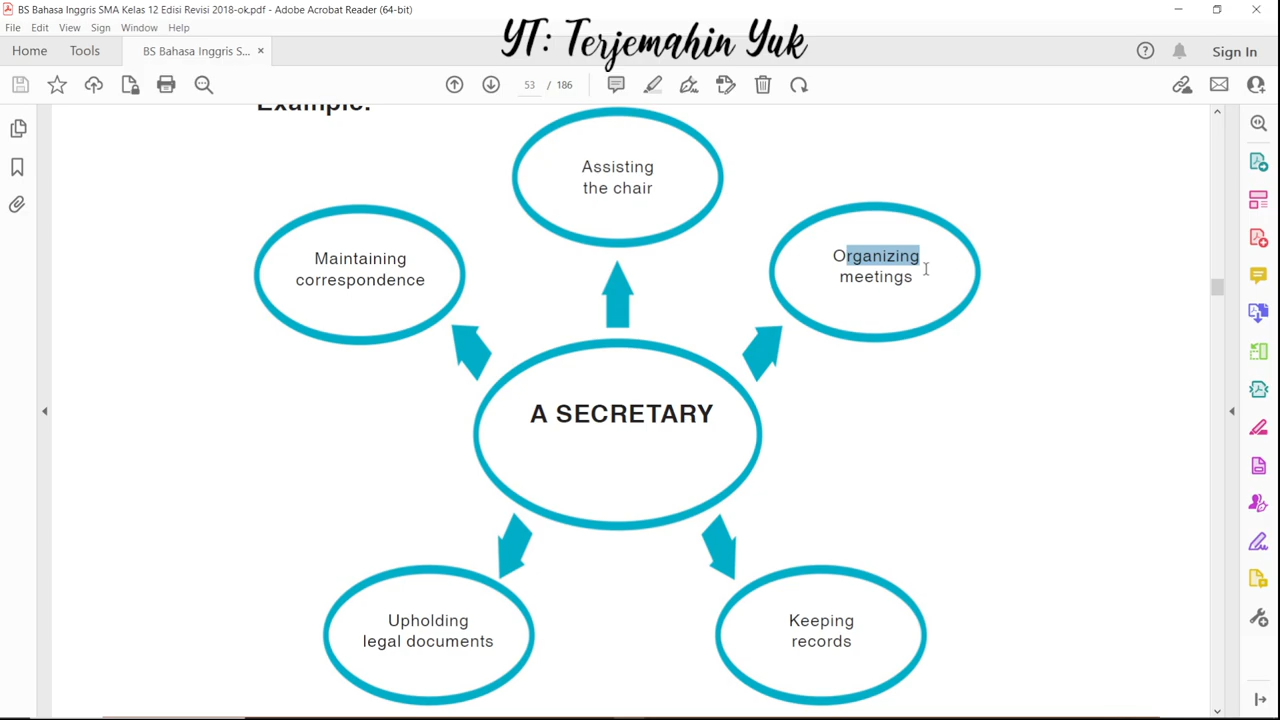 BS Bahasa Inggris SMA Kelas 12 Edisi Revisi 2018-ok.pdf - Adobe Acrobat Reader (64-bit)
File Edit View Sign Window Help
Home Tools BS Bahasa Inggris S... × Sign In
YT: Terjemahin Yuk
53 / 186
Example:
Assisting
the chair
Maintaining
correspondence
Organizing
meetings
A SECRETARY
Upholding
legal documents
Keeping
records